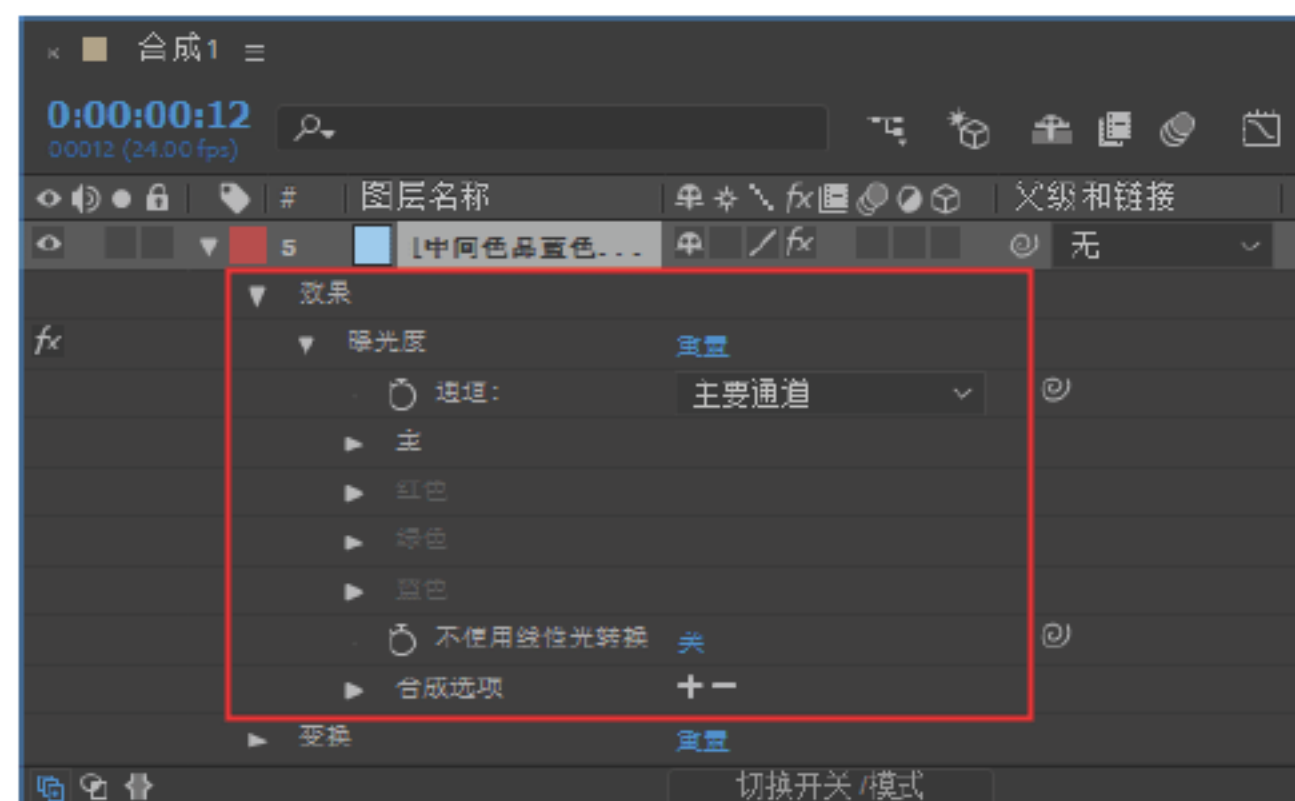 合成1
0:00:00:12
00012 (24.00 fps)
# 图层名称 fx 父级和链接
5 [中间色品蓝色... fx 无
效果
fx 曝光度 重置
通道: 主要通道
主
红色
绿色
蓝色
不使用线性光转换 关
合成选项 +−
变换 重置
切换开关/模式